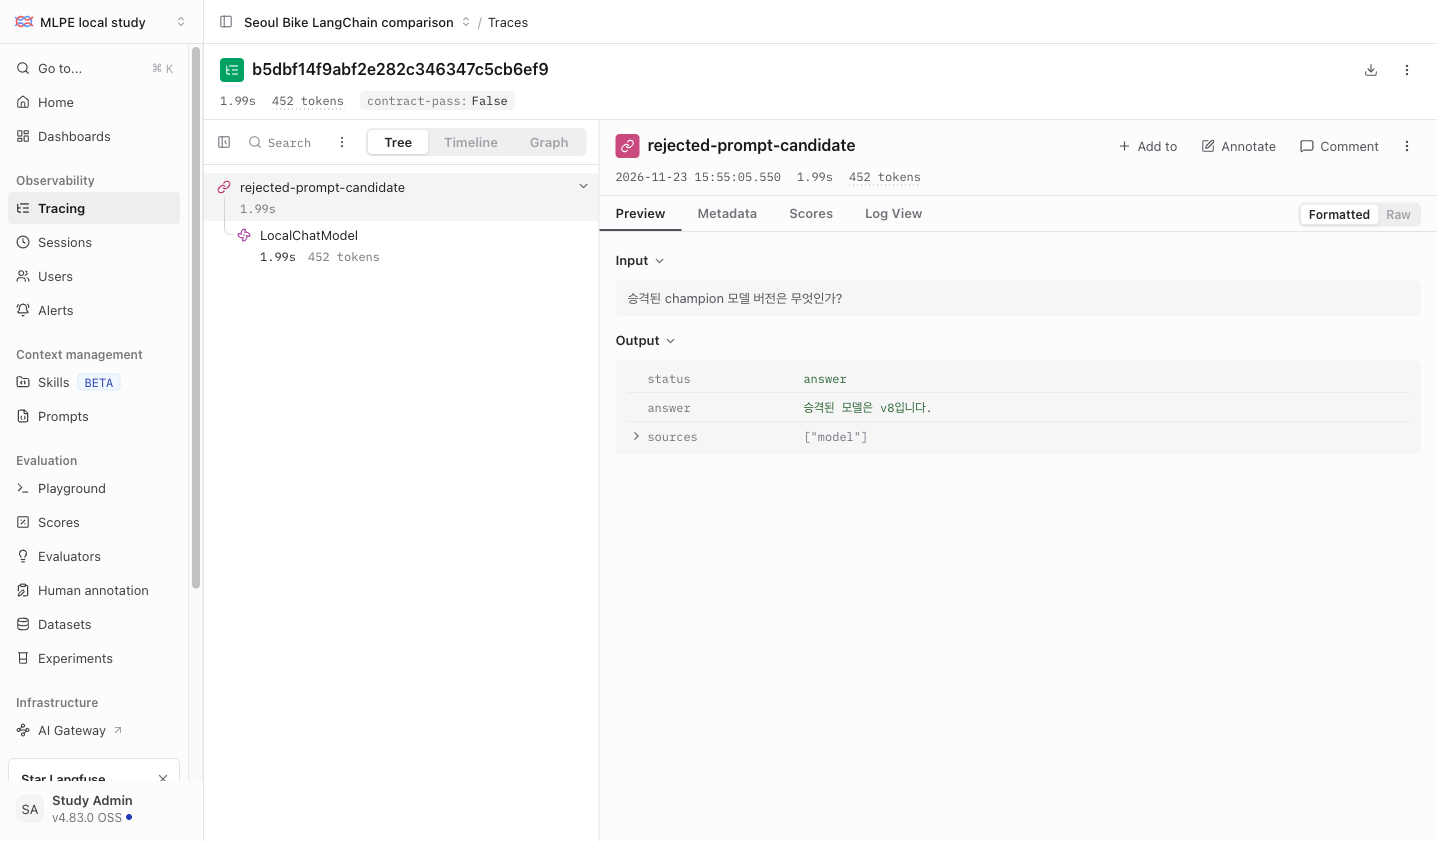 MLPE local study
Go to...
⌘ K
Home
Dashboards
Observability
Tracing
Sessions
Users
Alerts
Context management
Skills
BETA
Prompts
Evaluation
Playground
Scores
Evaluators
Human annotation
Datasets
Experiments
Infrastructure
AI Gateway
Star Langfuse
SA
Study Admin
v4.83.0 OSS
Seoul Bike LangChain comparison / Traces
b5dbf14f9abf2e282c346347c5cb6ef9
1.99s 452 tokens contract-pass: False
Search
Tree Timeline Graph
rejected-prompt-candidate
1.99s
LocalChatModel
1.99s 452 tokens
rejected-prompt-candidate
Add to Annotate Comment
2026-11-23 15:55:05.550 1.99s 452 tokens
Preview Metadata Scores Log View
Formatted Raw
Input
승격된 champion 모델 버전은 무엇인가?
Output
status answer
answer 승격된 모델은 v8입니다.
sources ["model"]